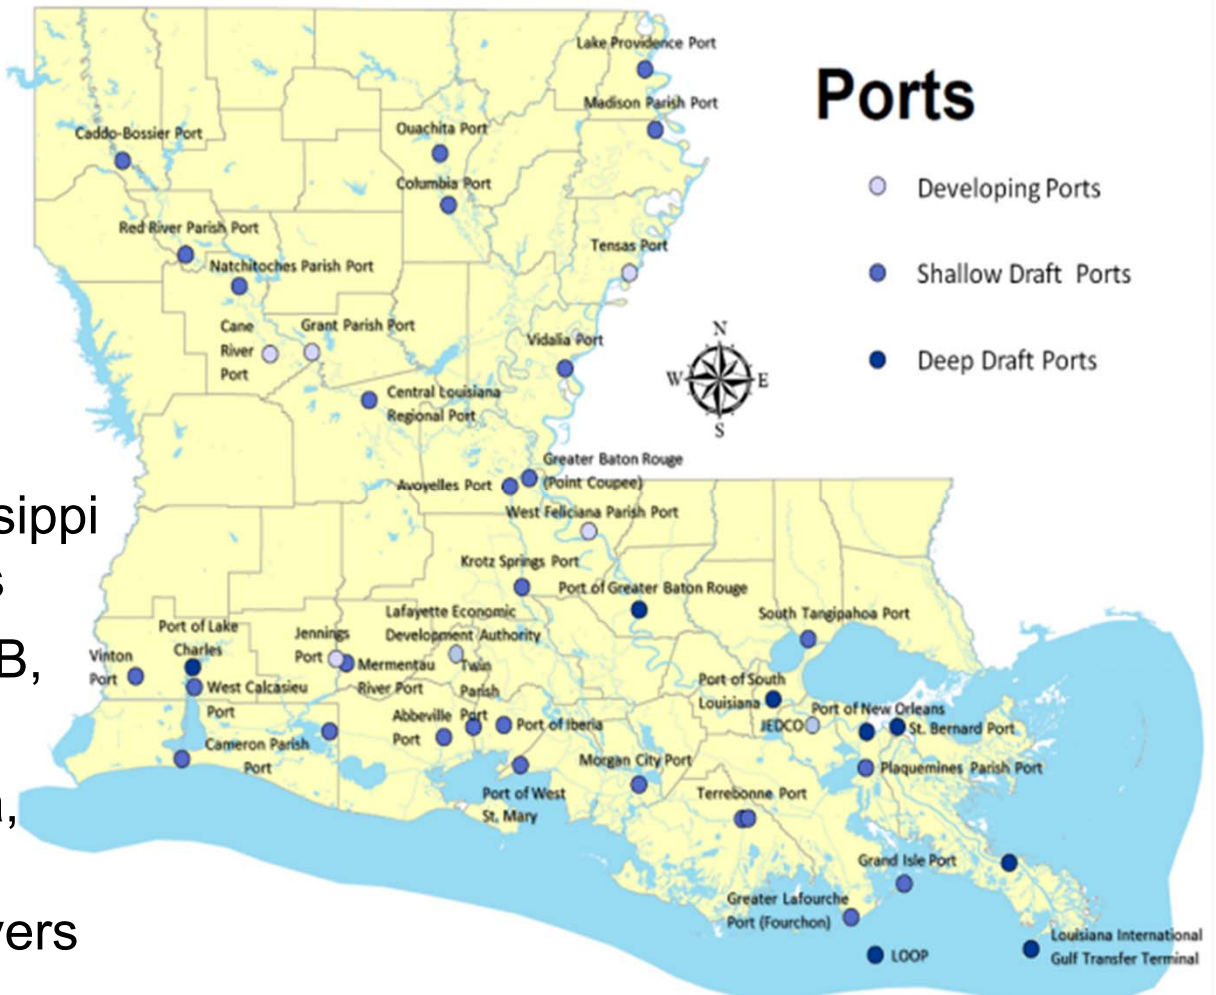 Ports
Developing Ports
Shallow Draft Ports
Deep Draft Ports
N
W
E
S
Lake Providence Port
Madison Parish Port
Caddo-Bossier Port
Ouachita Port
Columbia Port
Red River Parish Port
Natchitoches Parish Port
Tensas Port
Cane
River
Port
Grant Parish Port
Vidalia Port
Central Louisiana
Regional Port
Greater Baton Rouge
(Point Coupee)
Avoyelles Port
West Feliciana Parish Port
Krotz Springs Port
Port of Greater Baton Rouge
Lafayette Economic
Development Authority
South Tangipahoa Port
Port of Lake
Charles
Jennings
Port
Vinton
Port
Mermentau
River Port
Twin
Parish
Port
West Calcasieu
Port
Port of South
Louisiana
Port of New Orleans
JEDCO
St. Bernard Port
Abbeville
Port
Port of Iberia
Cameron Parish
Port
Morgan City Port
Plaquemines Parish Port
Port of West
St, Mary
Terrebonne Port
Grand Isle Port
Greater Lafourche
Port (Fourchon)
LOOP
Louisiana International
Gulf Transfer Terminal
sippi
s
B,
,
vers